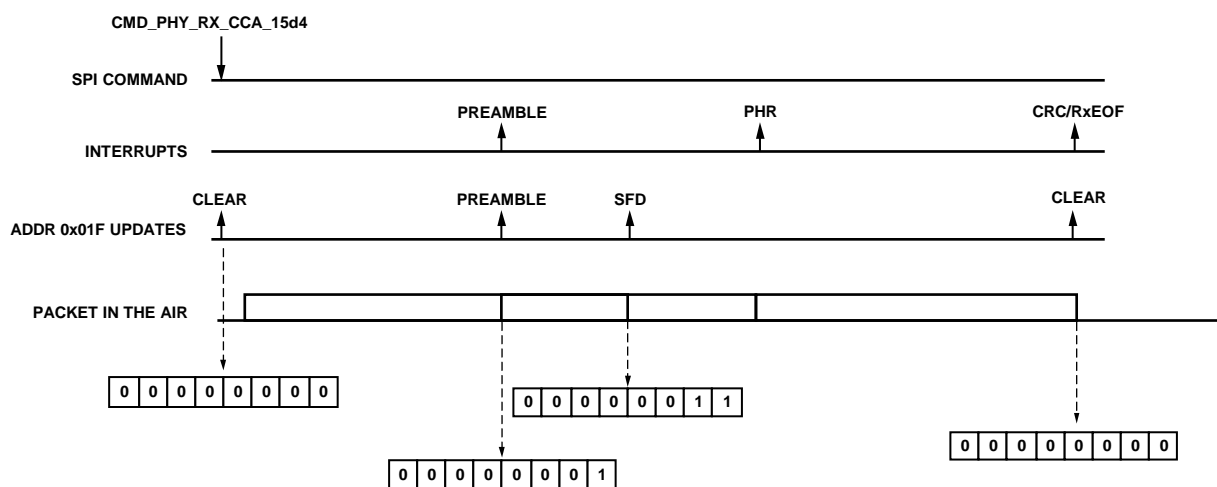 CMD_PHY_RX_CCA_15d4
SPI COMMAND
PREAMBLE PHR CRC/RxEOF
INTERRUPTS
CLEAR PREAMBLE SFD CLEAR
ADDR 0x01F UPDATES
PACKET IN THE AIR
0 0 0 0 0 0 0 0
0 0 0 0 0 0 1 1
0 0 0 0 0 0 0 0
0 0 0 0 0 0 0 1